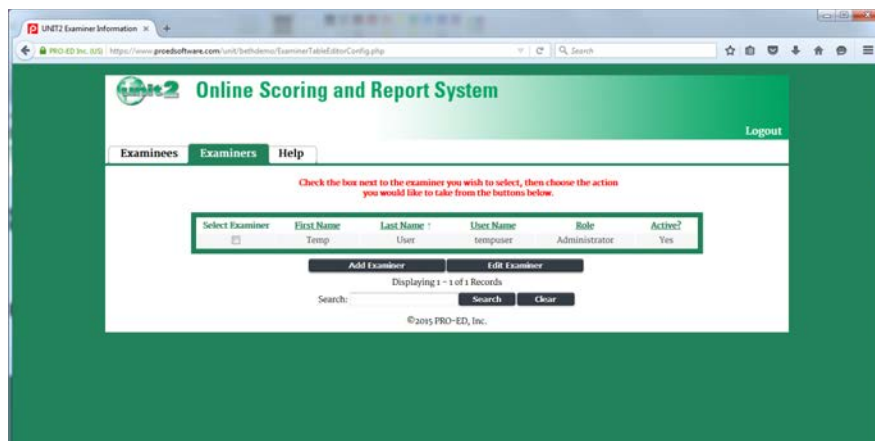 UNIT2 Examiner Information
PRO-ED Inc. (US) https://www.proedsoftware.com/unit/bethdemo/ExaminerTableEditorConfig.php Search
unit2 Online Scoring and Report System
Logout
Examinees Examiners Help
Check the box next to the examiner you wish to select, then choose the action
you would like to take from the buttons below.
Select Examiner First Name Last Name ↑ User Name Role Active?
Temp User tempuser Administrator Yes
Add Examiner Edit Examiner
Displaying 1 - 1 of 1 Records
Search: Search Clear
©2015 PRO-ED, Inc.